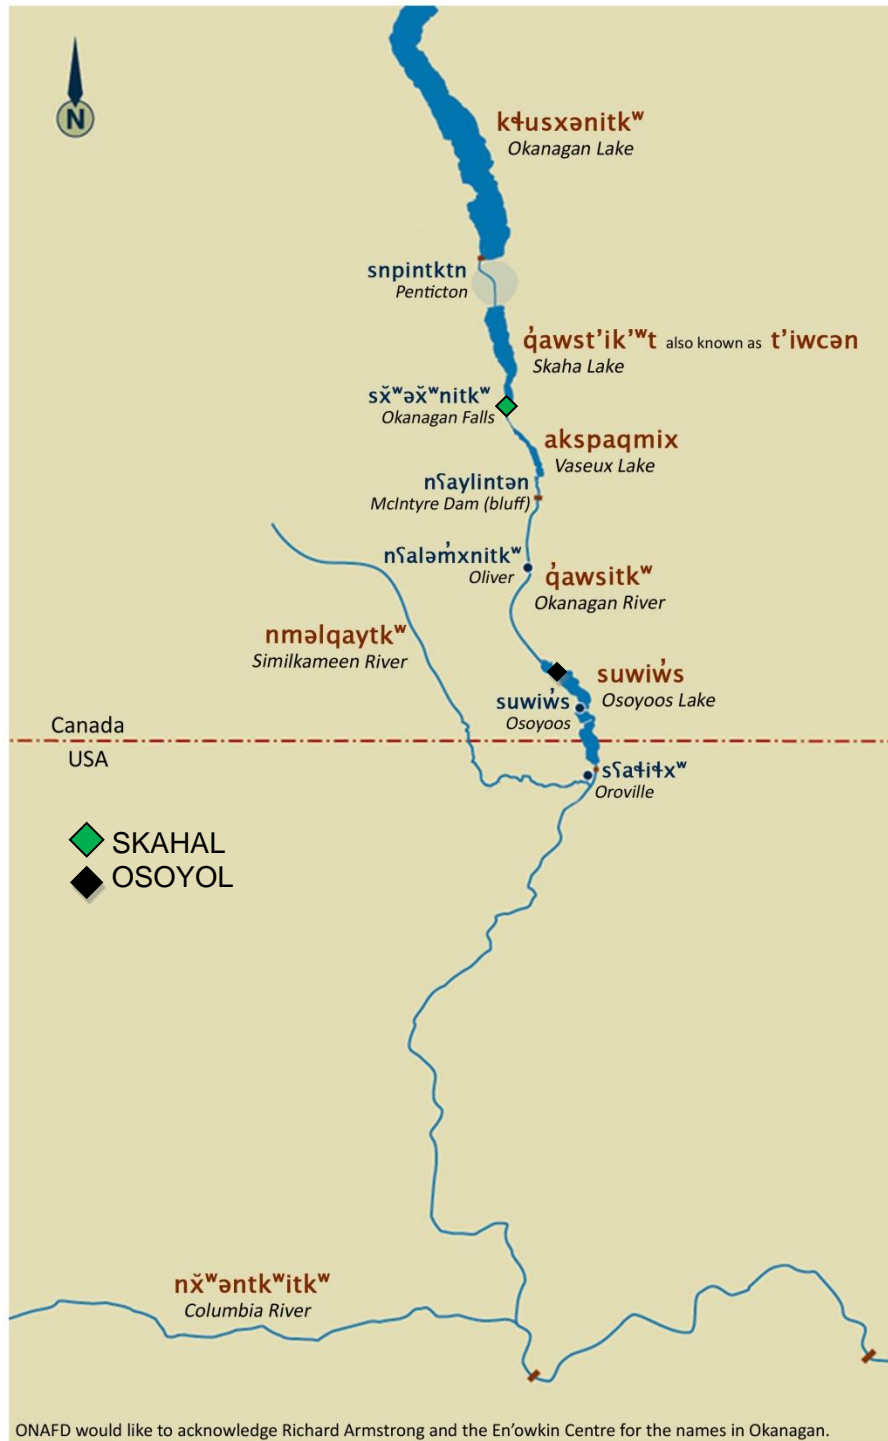 N
kɬusxənitkʷ
Okanagan Lake
snpintktn
Penticton
q̓awst’ik’ʷt also known as t’iwcən
Skaha Lake
sx̌ʷəx̌ʷnitkʷ
Okanagan Falls
akspaqmix
Vaseux Lake
nʕaylintən
McIntyre Dam (bluff)
nʕaləm̓xnitkʷ
Oliver
q̓awsitkʷ
Okanagan River
nməlqaytkʷ
Similkameen River
suwiw̓s
Osoyoos Lake
suwiw̓s
Osoyoos
Canada
USA
sʕaɬiɬxʷ
Oroville
SKAHAL
OSOYOL
nx̌ʷəntkʷitkʷ
Columbia River
ONAFD would like to acknowledge Richard Armstrong and the En’owkin Centre for the names in Okanagan.